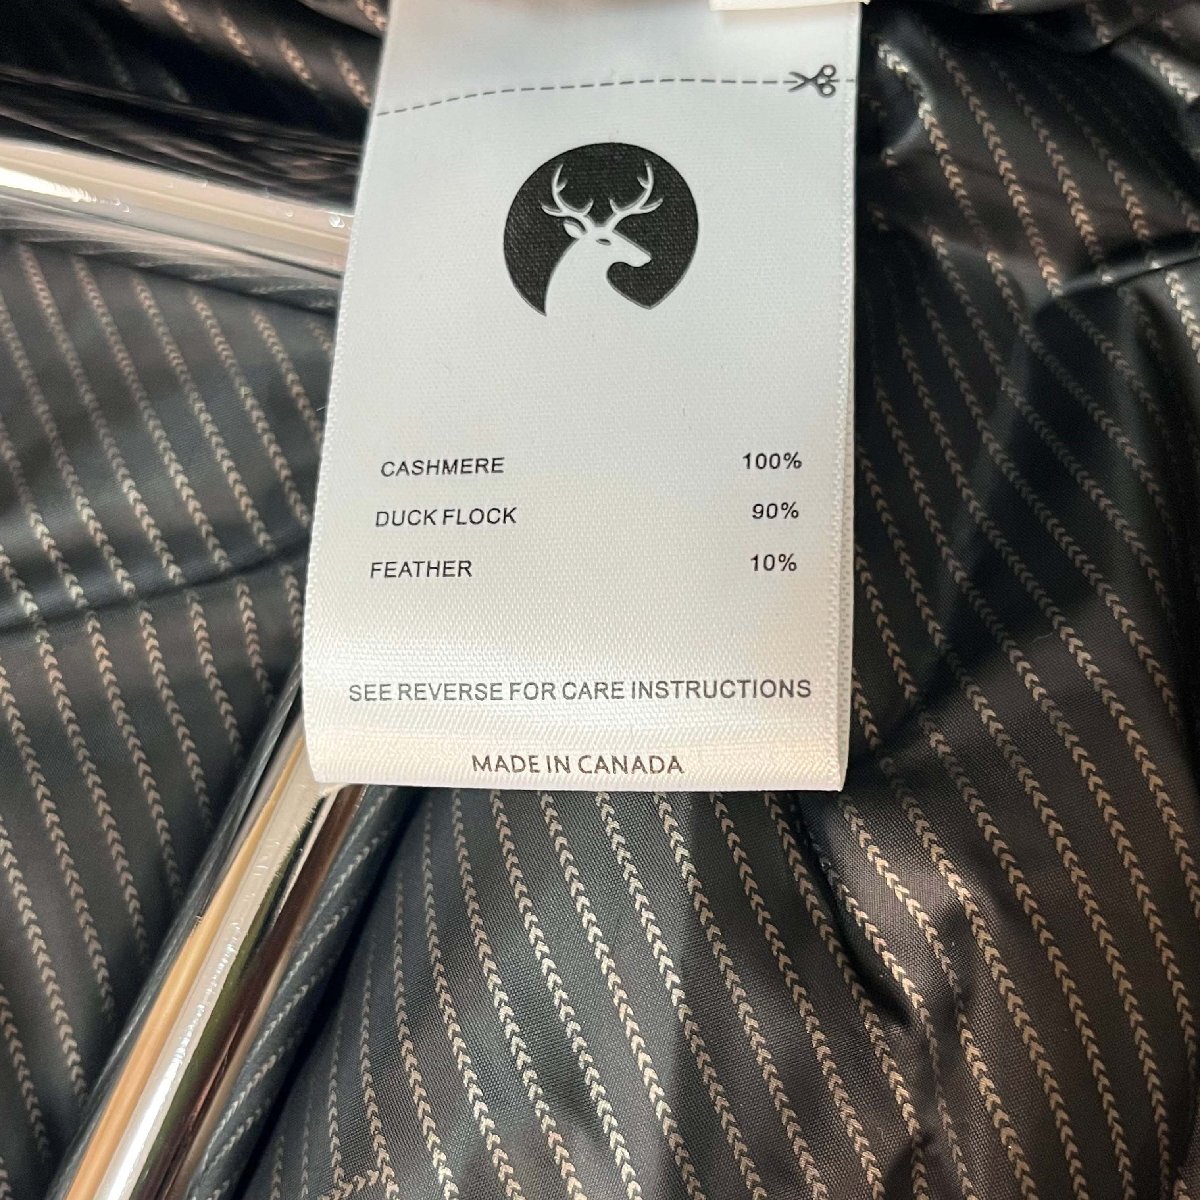 CASHMERE 100%
DUCK FLOCK 90%
FEATHER 10%
SEE REVERSE FOR CARE INSTRUCTIONS
MADE IN CANADA